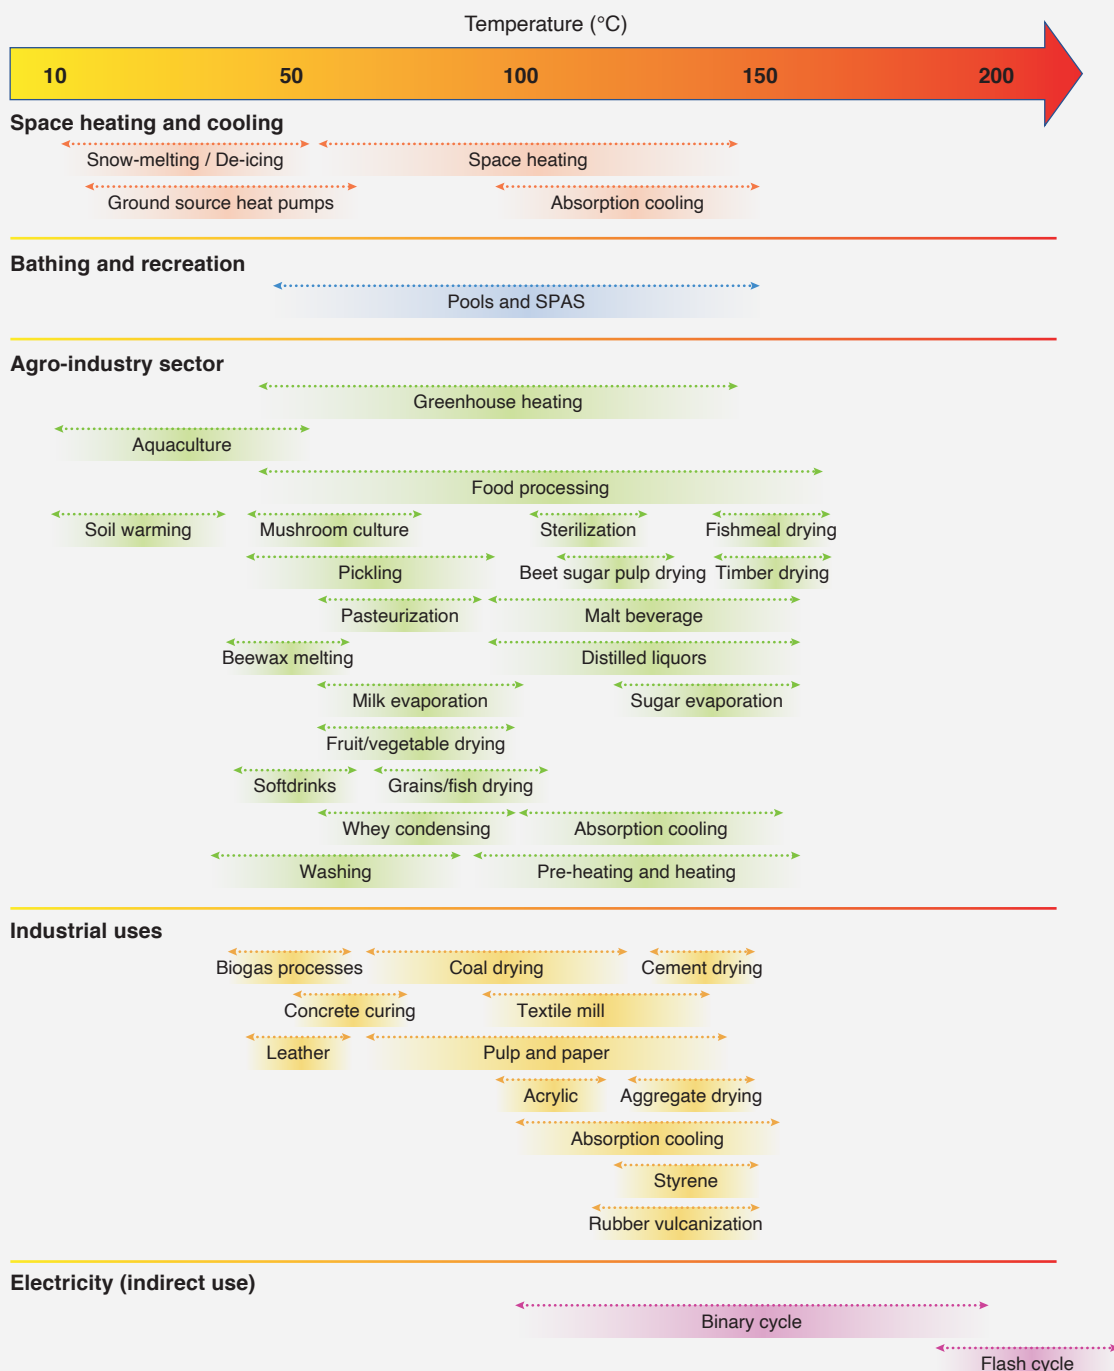 Temperature (°C)
10 50 100 150 200
Space heating and cooling
Snow-melting / De-icing Space heating
Ground source heat pumps Absorption cooling
Bathing and recreation
Pools and SPAS
Agro-industry sector
Greenhouse heating
Aquaculture
Food processing
Soil warming Mushroom culture Sterilization Fishmeal drying
Pickling Beet sugar pulp drying Timber drying
Pasteurization Malt beverage
Beewax melting Distilled liquors
Milk evaporation Sugar evaporation
Fruit/vegetable drying
Softdrinks Grains/fish drying
Whey condensing Absorption cooling
Washing Pre-heating and heating
Industrial uses
Biogas processes Coal drying Cement drying
Concrete curing Textile mill
Leather Pulp and paper
Acrylic Aggregate drying
Absorption cooling
Styrene
Rubber vulcanization
Electricity (indirect use)
Binary cycle
Flash cycle